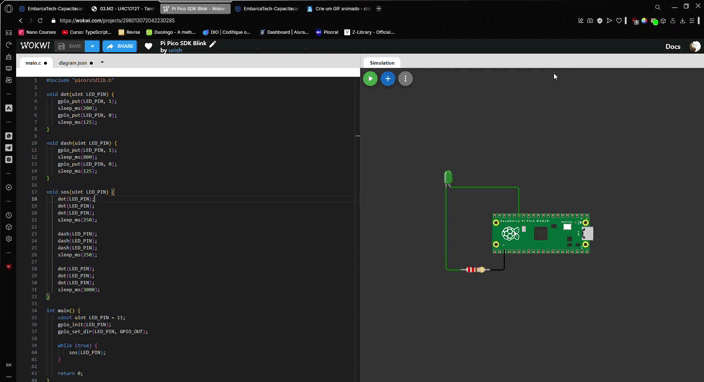 EmbarcaTech-Capacitac
03.M2 - U4C1O12T - Tare
Pi Pico SDK Blink - Wokw
EmbarcaTech-Capacitac
Crie um GIF animado - cria
https://wokwi.com/projects/298013072042230285
Nano Courses
Curso: TypeScript...
Revise
Duolingo - A melh...
DIO | Codifique o...
Dashboard | Alura...
Plooral
Z-Library - Official...
WOKWI
SAVE
SHARE
Pi Pico SDK Blink
by urish
Docs
main.c
diagram.json
Simulation
1 #include "pico/stdlib.h"
2
3 void dot(uint LED_PIN) {
4 gpio_put(LED_PIN, 1);
5 sleep_ms(200);
6 gpio_put(LED_PIN, 0);
7 sleep_ms(125);
8 }
9
10 void dash(uint LED_PIN) {
11 gpio_put(LED_PIN, 1);
12 sleep_ms(800);
13 gpio_put(LED_PIN, 0);
14 sleep_ms(125);
15 }
16
17 void sos(uint LED_PIN) {
18 dot(LED_PIN);
19 dot(LED_PIN);
20 dot(LED_PIN);
21 sleep_ms(250);
22
23 dash(LED_PIN);
24 dash(LED_PIN);
25 dash(LED_PIN);
26 sleep_ms(250);
27
28 dot(LED_PIN);
29 dot(LED_PIN);
30 dot(LED_PIN);
31 sleep_ms(3000);
32 }
33
34 int main() {
35 const uint LED_PIN = 11;
36 gpio_init(LED_PIN);
37 gpio_set_dir(LED_PIN, GPIO_OUT);
38
39 while (true) {
40 sos(LED_PIN);
41 }
42
43 return 0;
44 }
Raspberry Pi Pico